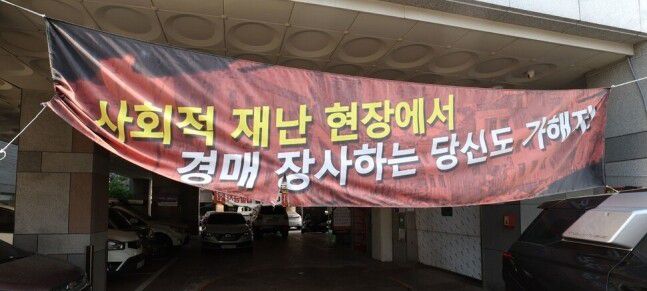 사회적 재난 현장에서
경매 장사하는 당신도 가해자!